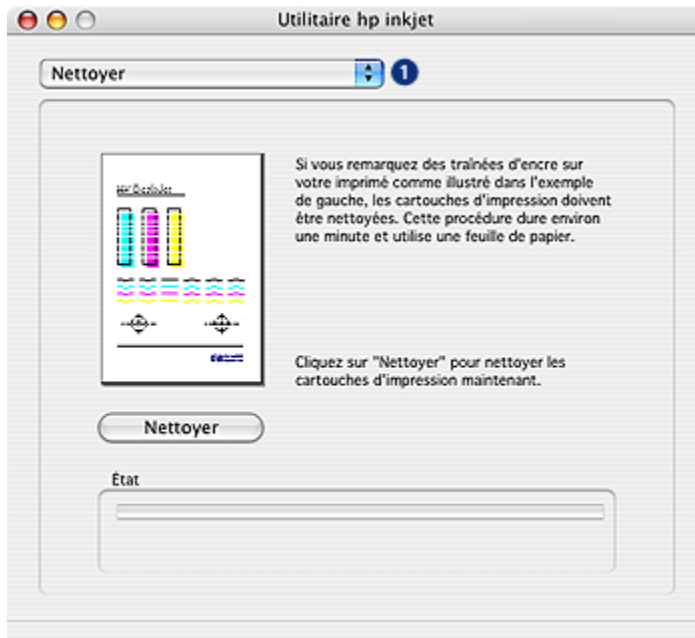 Utilitaire hp inkjet
Nettoyer
1
Si vous remarquez des traînées d'encre sur
votre imprimé comme illustré dans l'exemple
de gauche, les cartouches d'impression doivent
être nettoyées. Cette procédure dure environ
une minute et utilise une feuille de papier.
Cliquez sur "Nettoyer" pour nettoyer les
cartouches d'impression maintenant.
Nettoyer
État